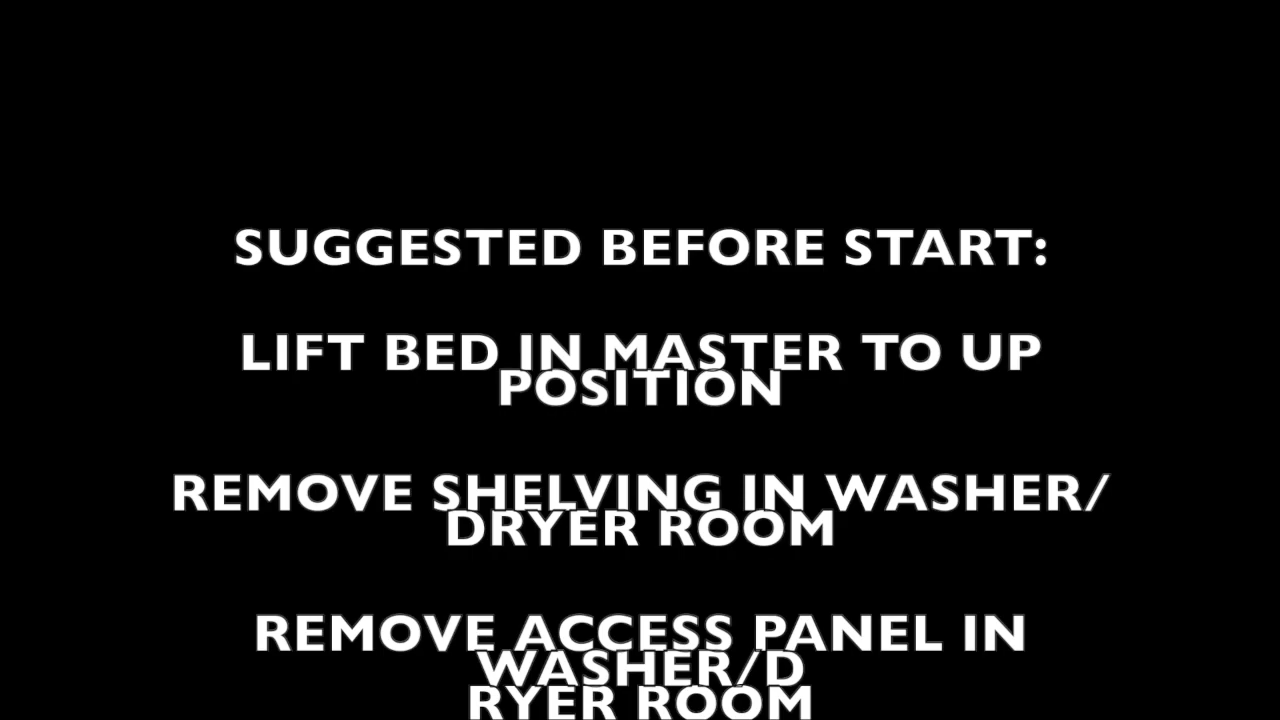 SUGGESTED BEFORE START:
LIFT BED IN MASTER TO UP
POSITION
REMOVE SHELVING IN WASHER/
DRYER ROOM
REMOVE ACCESS PANEL IN
WASHER/D
RYER ROOM